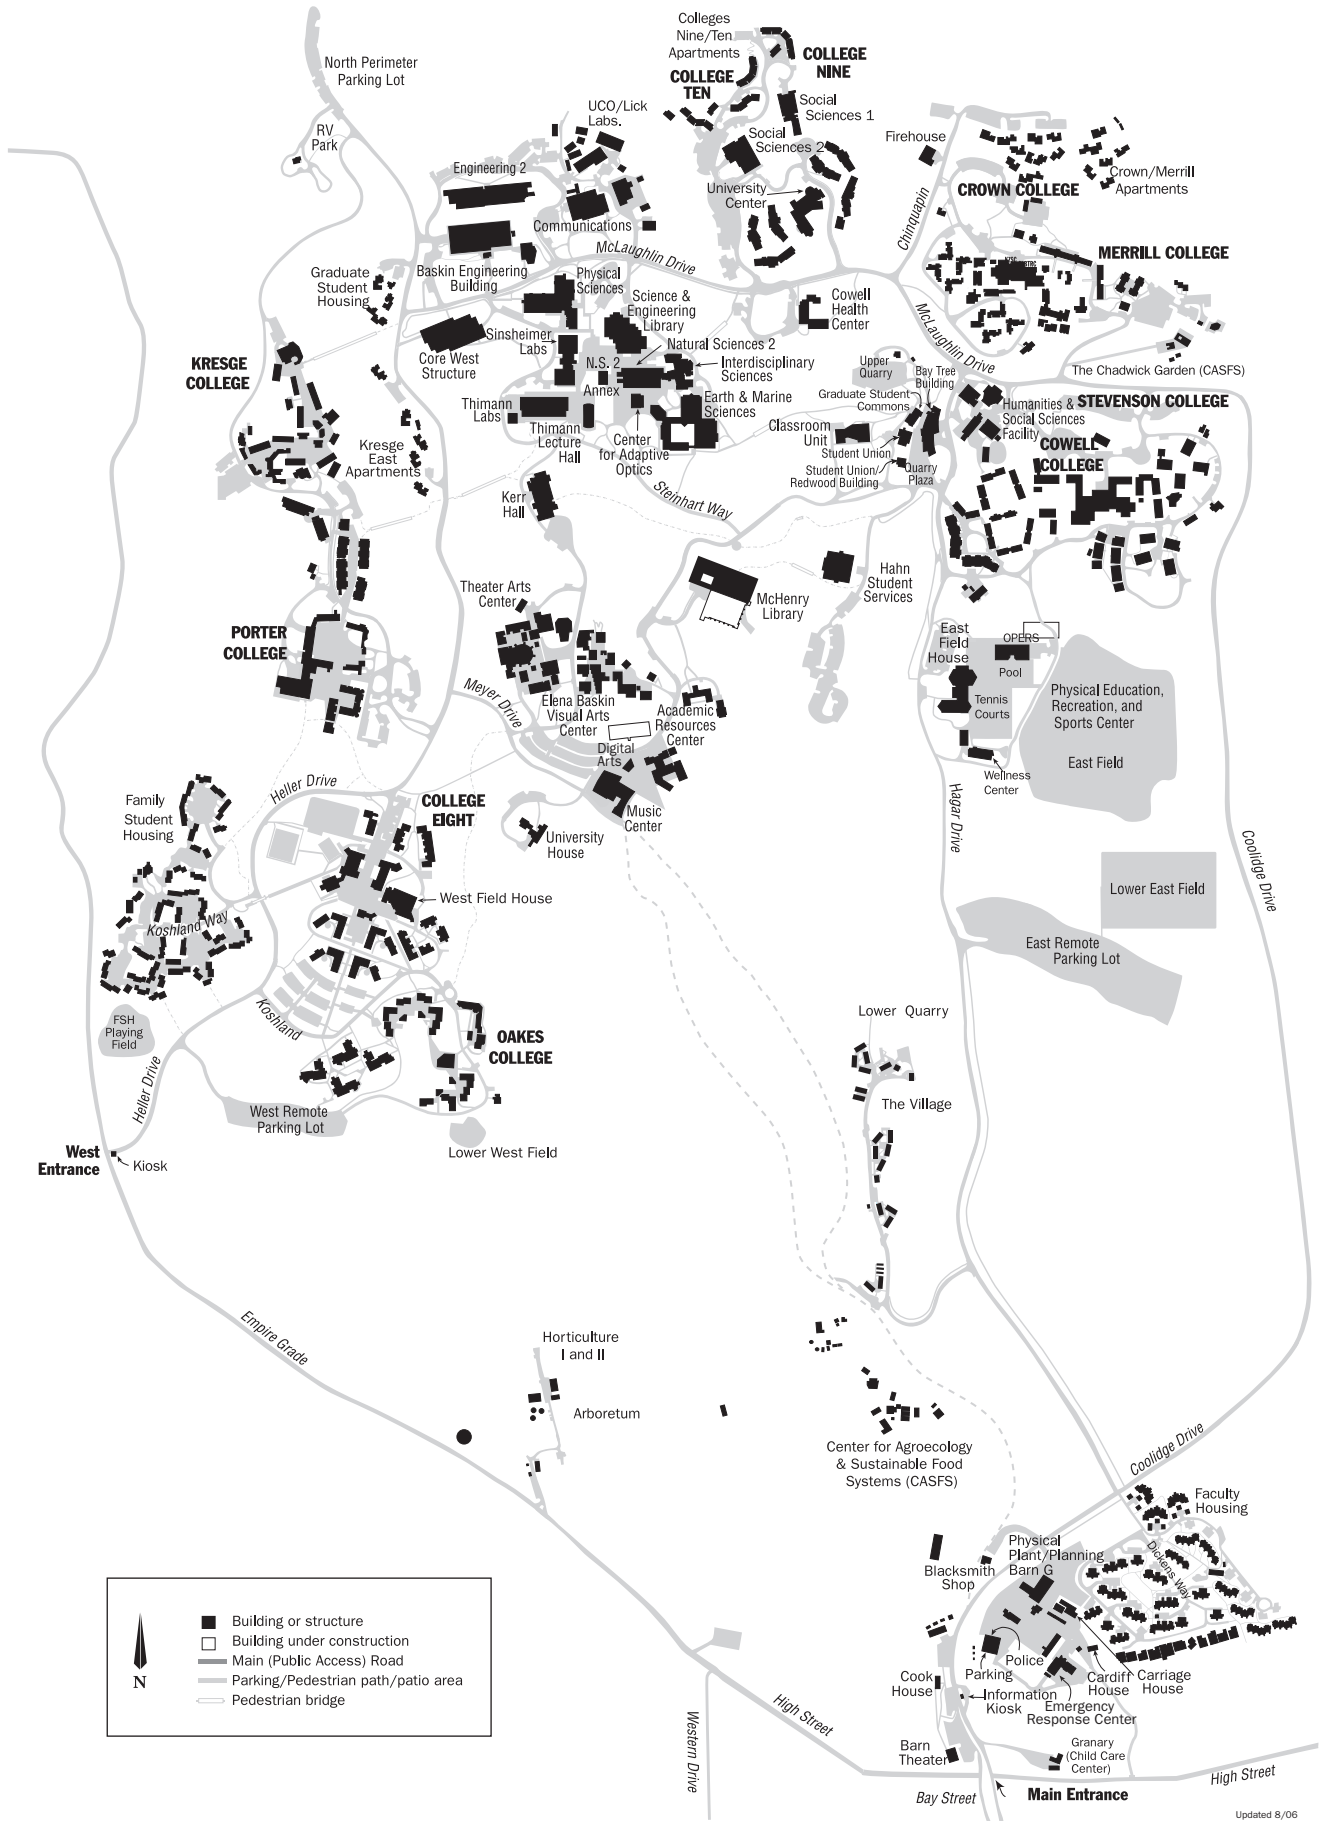 Colleges
Nine/Ten
Apartments
COLLEGE
NINE
COLLEGE
TEN
North Perimeter
Parking Lot
UCO/Lick
Labs.
Social
Sciences 1
RV
Park
Social
Sciences 2
Firehouse
Engineering 2
Crown/Merrill
Apartments
University
Center
CROWN COLLEGE
Chinquapin
Communications
McLaughlin Drive
MERRILL COLLEGE
Graduate
Student
Housing
Baskin Engineering
Building
Physical
Sciences
Science &
Engineering
Library
Cowell
Health
Center
McLaughlin Drive
Sinsheimer
Labs
Natural Sciences 2
Core West
Structure
KRESGE
COLLEGE
N.S. 2
Annex
Interdisciplinary
Sciences
Upper
Quarry
Bay Tree
Building
The Chadwick Garden (CASFS)
Graduate Student
Commons
Thimann
Labs
Earth & Marine
Sciences
Humanities &
Social Sciences
Facility
STEVENSON COLLEGE
Thimann
Lecture
Hall
Center
for Adaptive
Optics
Classroom
Unit
Student Union
COWELL
COLLEGE
Kresge
East
Apartments
Student Union/
Redwood Building
Quarry
Plaza
Kerr
Hall
Steinhart Way
Hahn
Student
Services
Theater Arts
Center
McHenry
Library
PORTER
COLLEGE
East
Field
House
OPERS
Pool
Meyer Drive
Elena Baskin
Visual Arts
Center
Academic
Resources
Center
Tennis
Courts
Physical Education,
Recreation, and
Sports Center
Digital
Arts
East Field
Wellness
Center
Heller Drive
Family
Student
Housing
COLLEGE
EIGHT
Music
Center
University
House
Hagar Drive
Coolidge Drive
West Field House
Lower East Field
Koshland Way
East Remote
Parking Lot
Koshland
FSH
Playing
Field
Lower Quarry
OAKES
COLLEGE
Heller Drive
The Village
West Remote
Parking Lot
West
Entrance
Kiosk
Lower West Field
Empire Grade
Horticulture
I and II
Arboretum
Center for Agroecology
& Sustainable Food
Systems (CASFS)
Coolidge Drive
Faculty
Housing
Physical
Plant/Planning
Barn G
Dickens Way
Blacksmith
Shop
Building or structure
Building under construction
Main (Public Access) Road
Parking/Pedestrian path/patio area
Pedestrian bridge
N
Police
Parking
Cook
House
Information
Kiosk
Cardiff
House
Carriage
House
Emergency
Response Center
High Street
Western Drive
Barn
Theater
Granary
(Child Care
Center)
High Street
Bay Street
Main Entrance
Updated 8/06